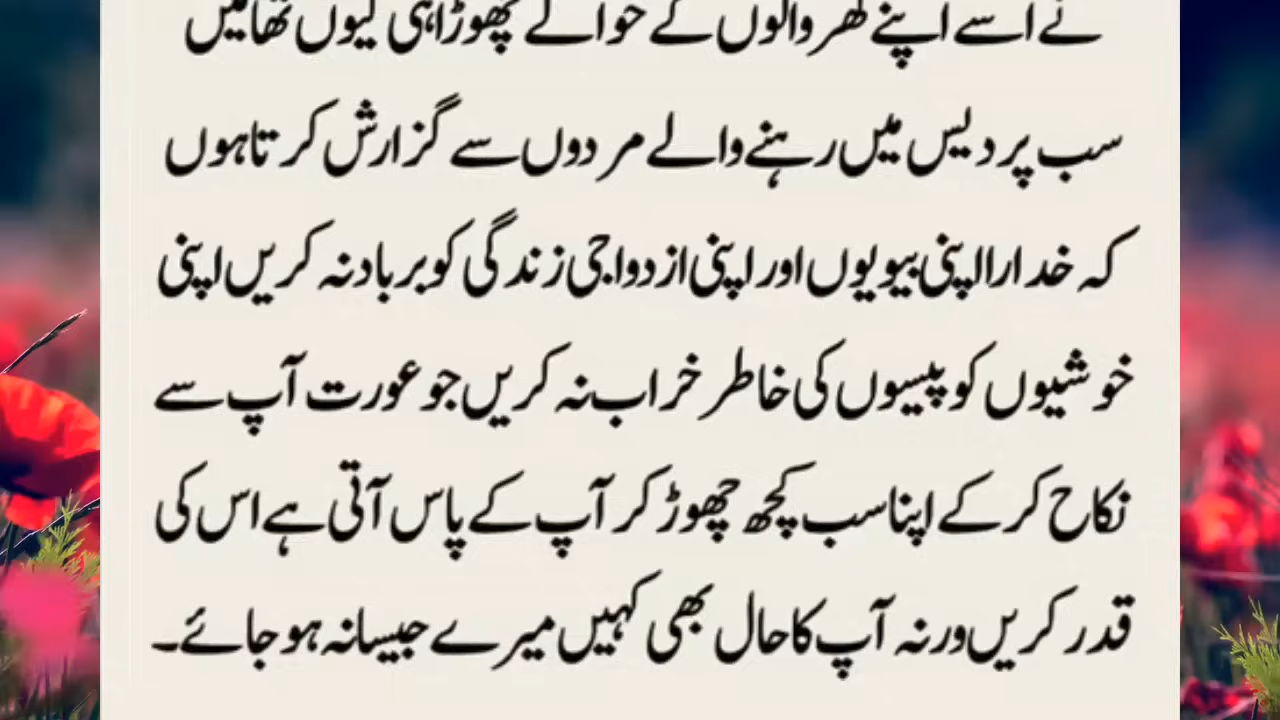 نے اسے اپنے گھر والوں کے حوالے چھوڑا ہی کیوں تھا میں
سب پردیس میں رہنے والے مردوں سے گزارش کرتا ہوں
کہ خدارا اپنی بیویوں اور اپنی ازدواجی زندگی کو برباد نہ کریں اپنی
خوشیوں کو پیسوں کی خاطر خراب نہ کریں جو عورت آپ سے
نکاح کر کے اپنا سب کچھ چھوڑ کر آپ کے پاس آتی ہے اس کی
قدر کریں ورنہ آپ کا حال بھی کہیں میرے جیسا نہ ہو جائے۔